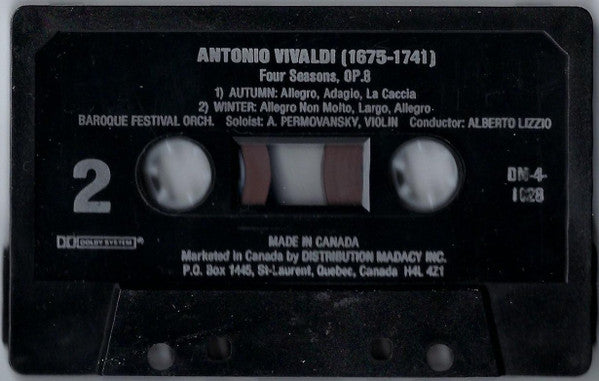 ANTONIO VIVALDI (1675-1741)
Four Seasons, OP.8
1) AUTUMN: Allegro, Adagio, La Caccia
2) WINTER: Allegro Non Molto, Largo, Allegro
BAROQUE FESTIVAL ORCH. Soloist: A. PERMOVANSKY, VIOLIN Conductor: ALBERTO LIZZIO
2
DN-4-
1028
DOLBY SYSTEM
MADE IN CANADA
Marketed in Canada by DISTRIBUTION MADACY INC.
P.O. Box 1445, St-Laurent, Quebec, Canada H4L 4Z1